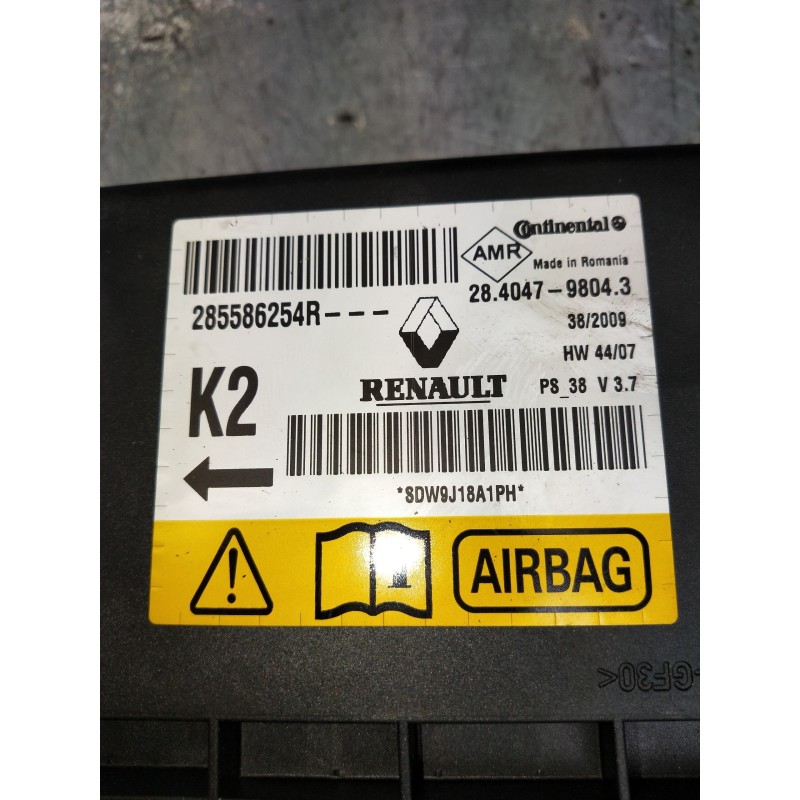 Continental
AMR
Made in Romania
285586254R---
28.4047-9804.3
38/2009
HW 44/07
K2
RENAULT
PS_38 V 3.7
*8DW9J18A1PH*
i
AIRBAG
-GF30<